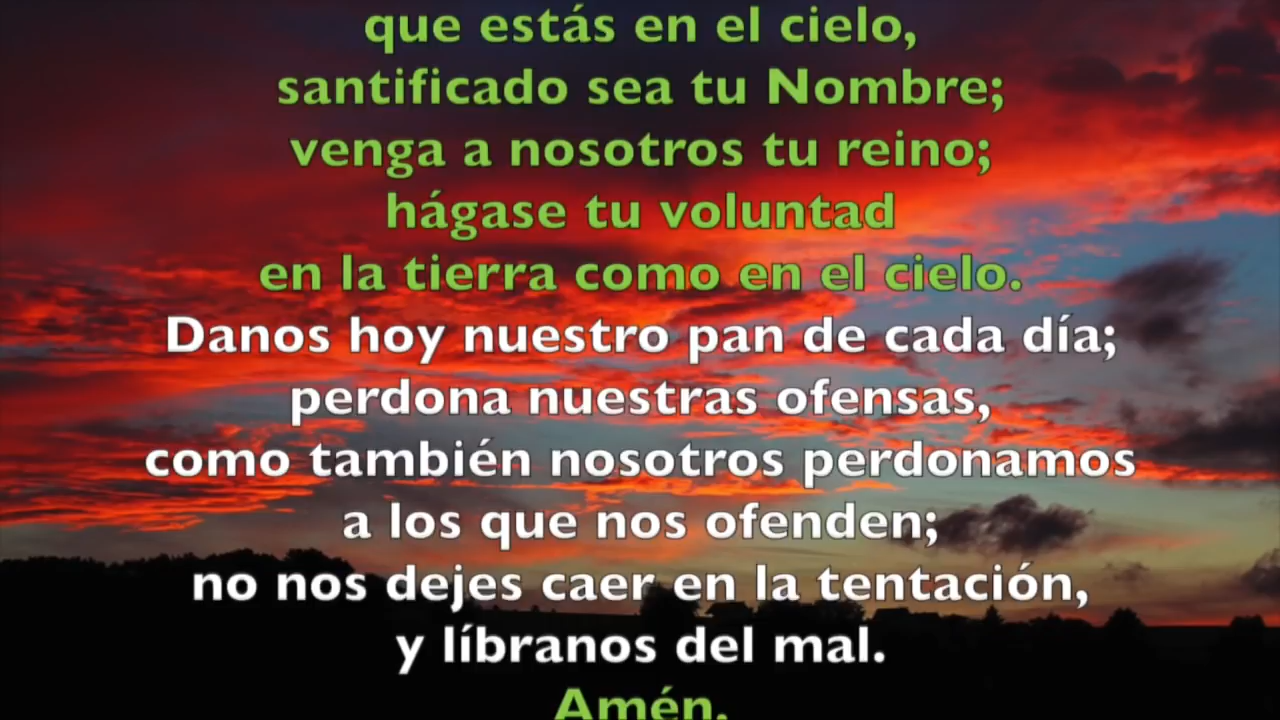 que estás en el cielo,
santificado sea tu Nombre;
venga a nosotros tu reino;
hágase tu voluntad
en la tierra como en el cielo.
Danos hoy nuestro pan de cada día;
perdona nuestras ofensas,
como también nosotros perdonamos
a los que nos ofenden;
no nos dejes caer en la tentación,
y líbranos del mal.
Amén.